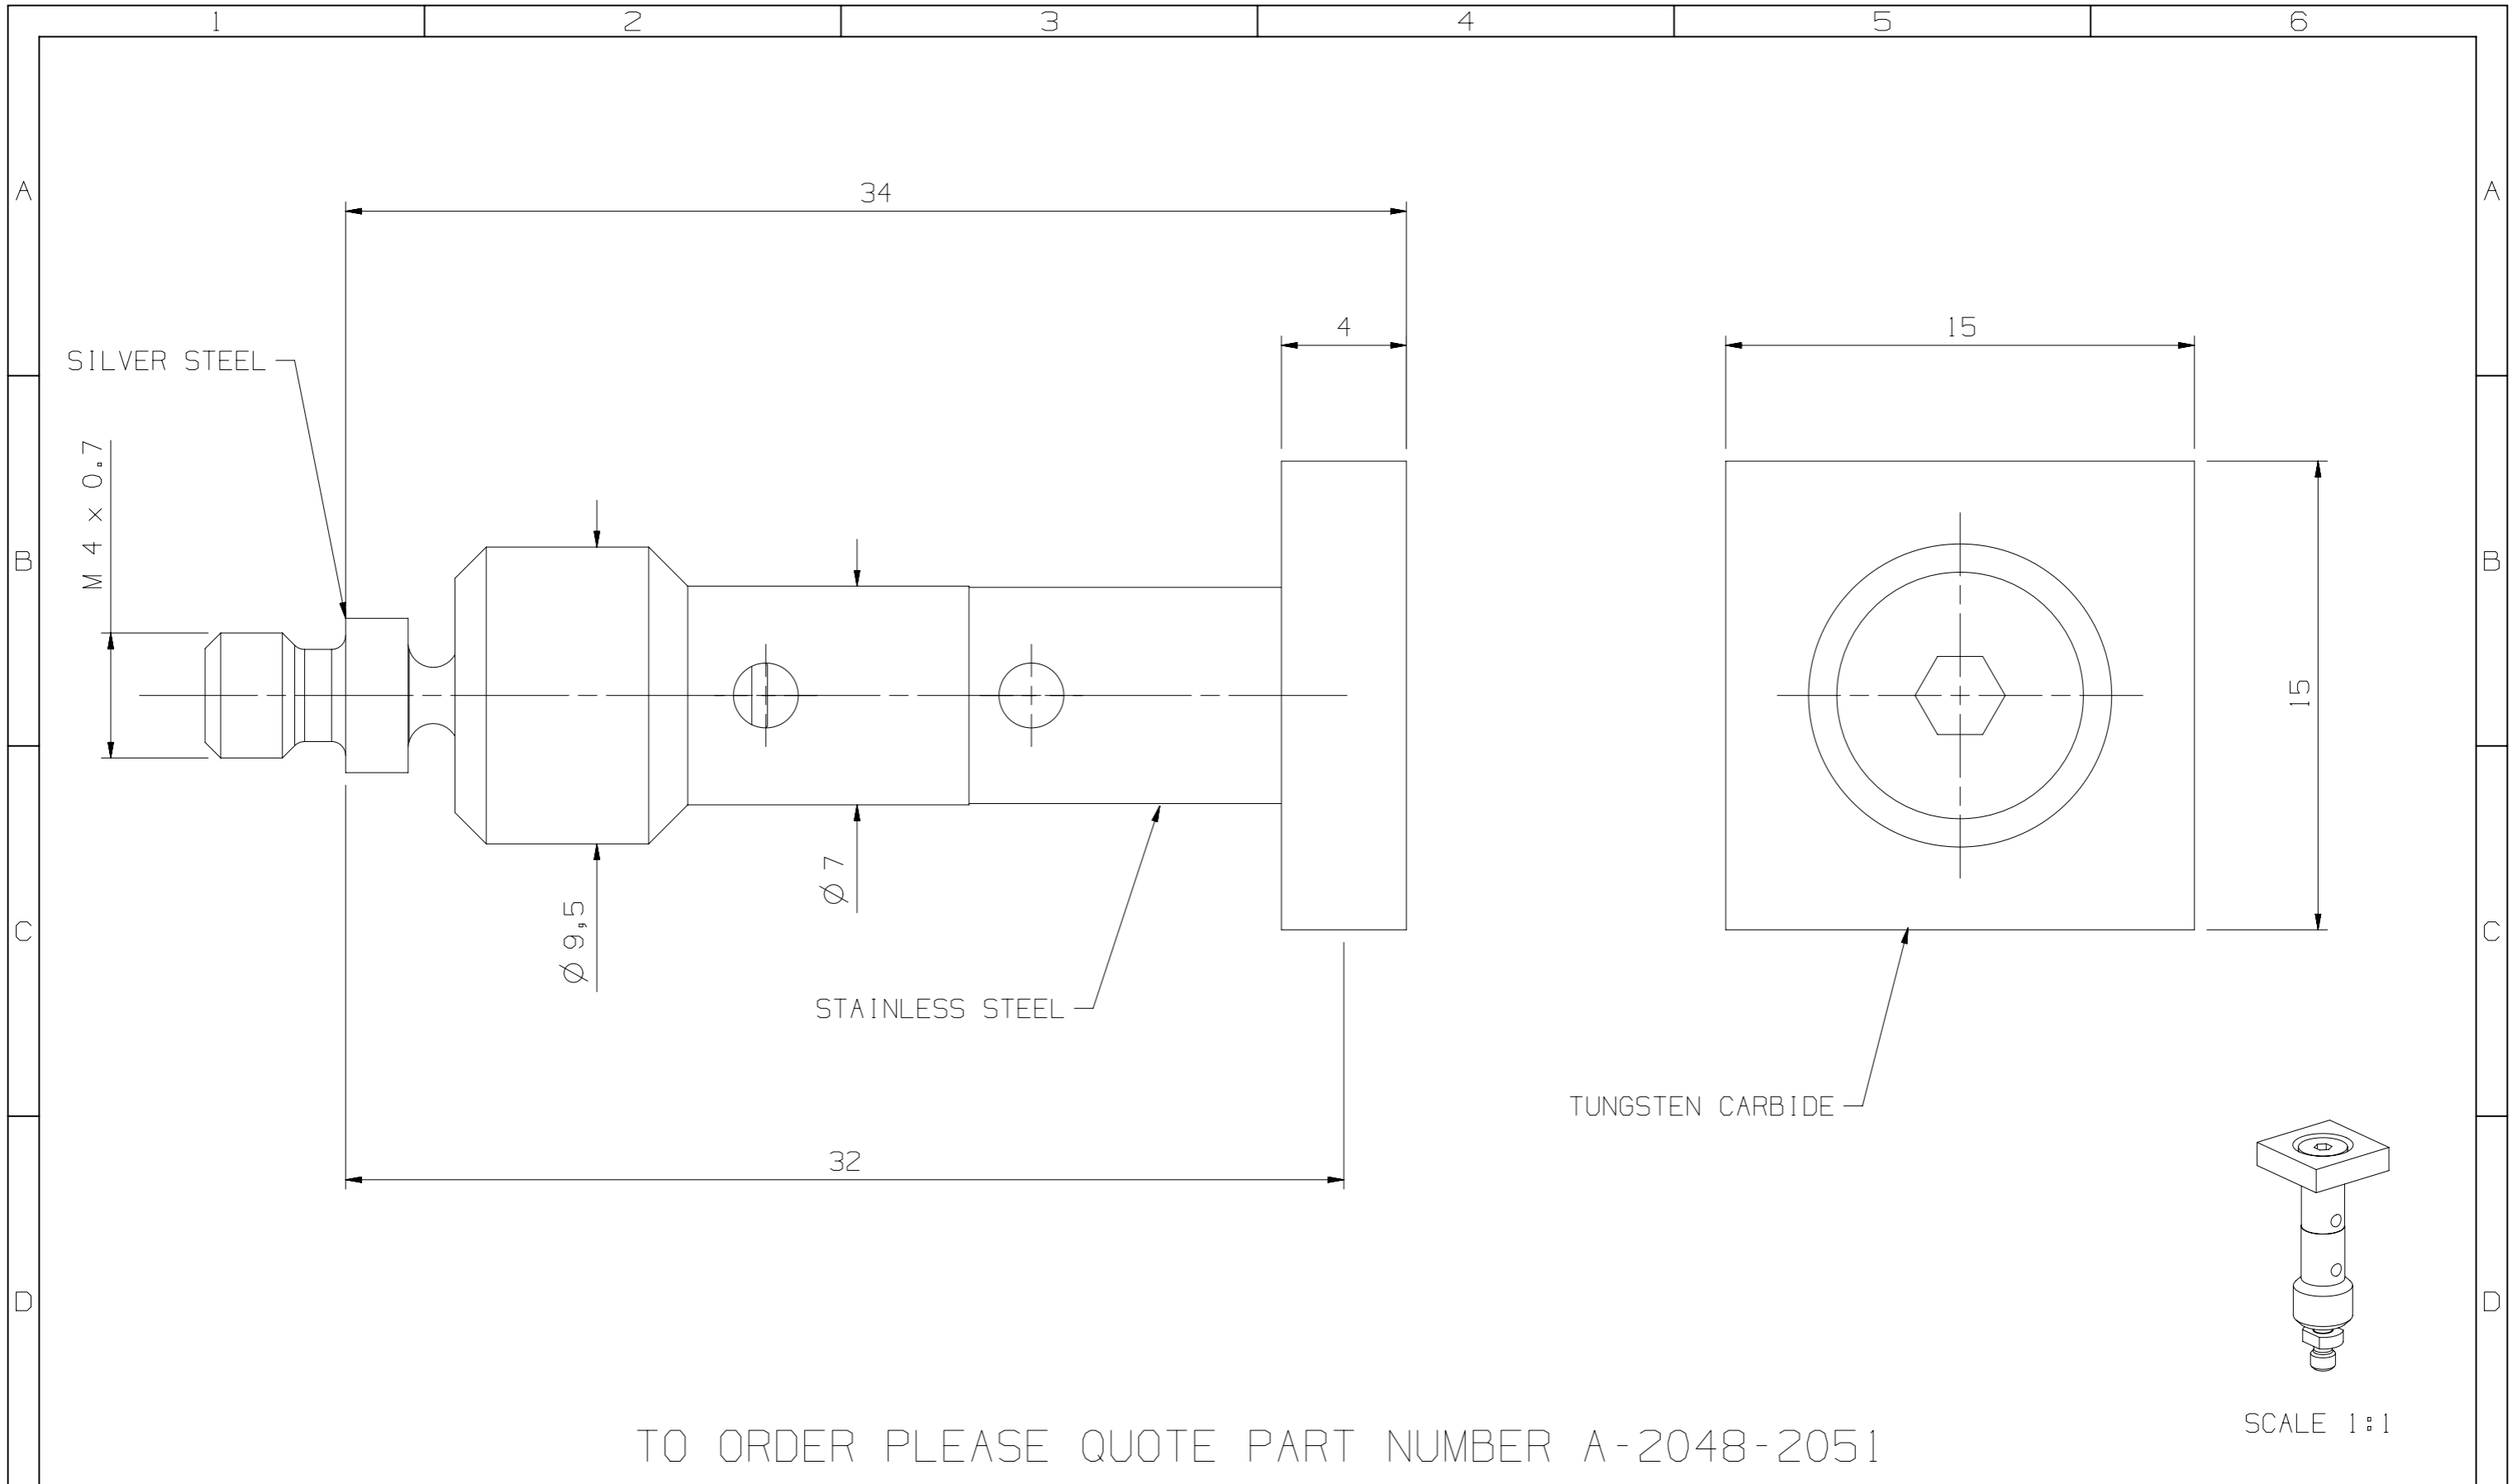 1 2 3 4 5 6
A A
34
4 15
SILVER STEEL
M 4 x 0.7
B B
15
Ø 7
Ø 9,5
C C
STAINLESS STEEL
TUNGSTEN CARBIDE
32
D D
SCALE 1:1
TO ORDER PLEASE QUOTE PART NUMBER A-2048-2051